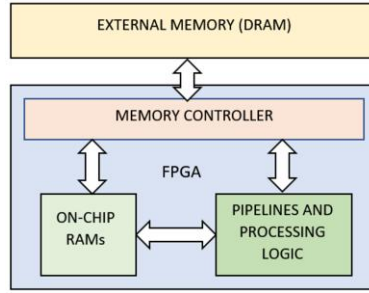 EXTERNAL MEMORY (DRAM)
MEMORY CONTROLLER
FPGA
ON-CHIP
RAMs
PIPELINES AND
PROCESSING
LOGIC